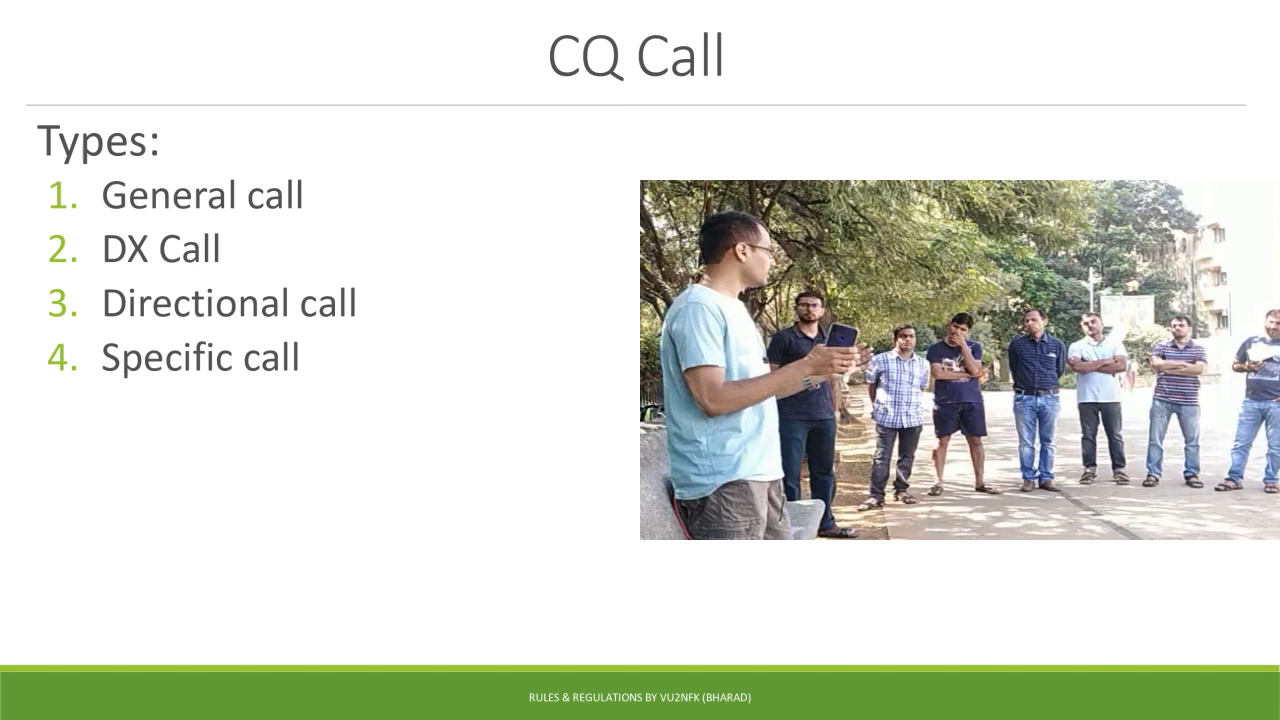 CQ Call
Types:
1. General call
2. DX Call
3. Directional call
4. Specific call
RULES & REGULATIONS BY VU2NFK (BHARAD)